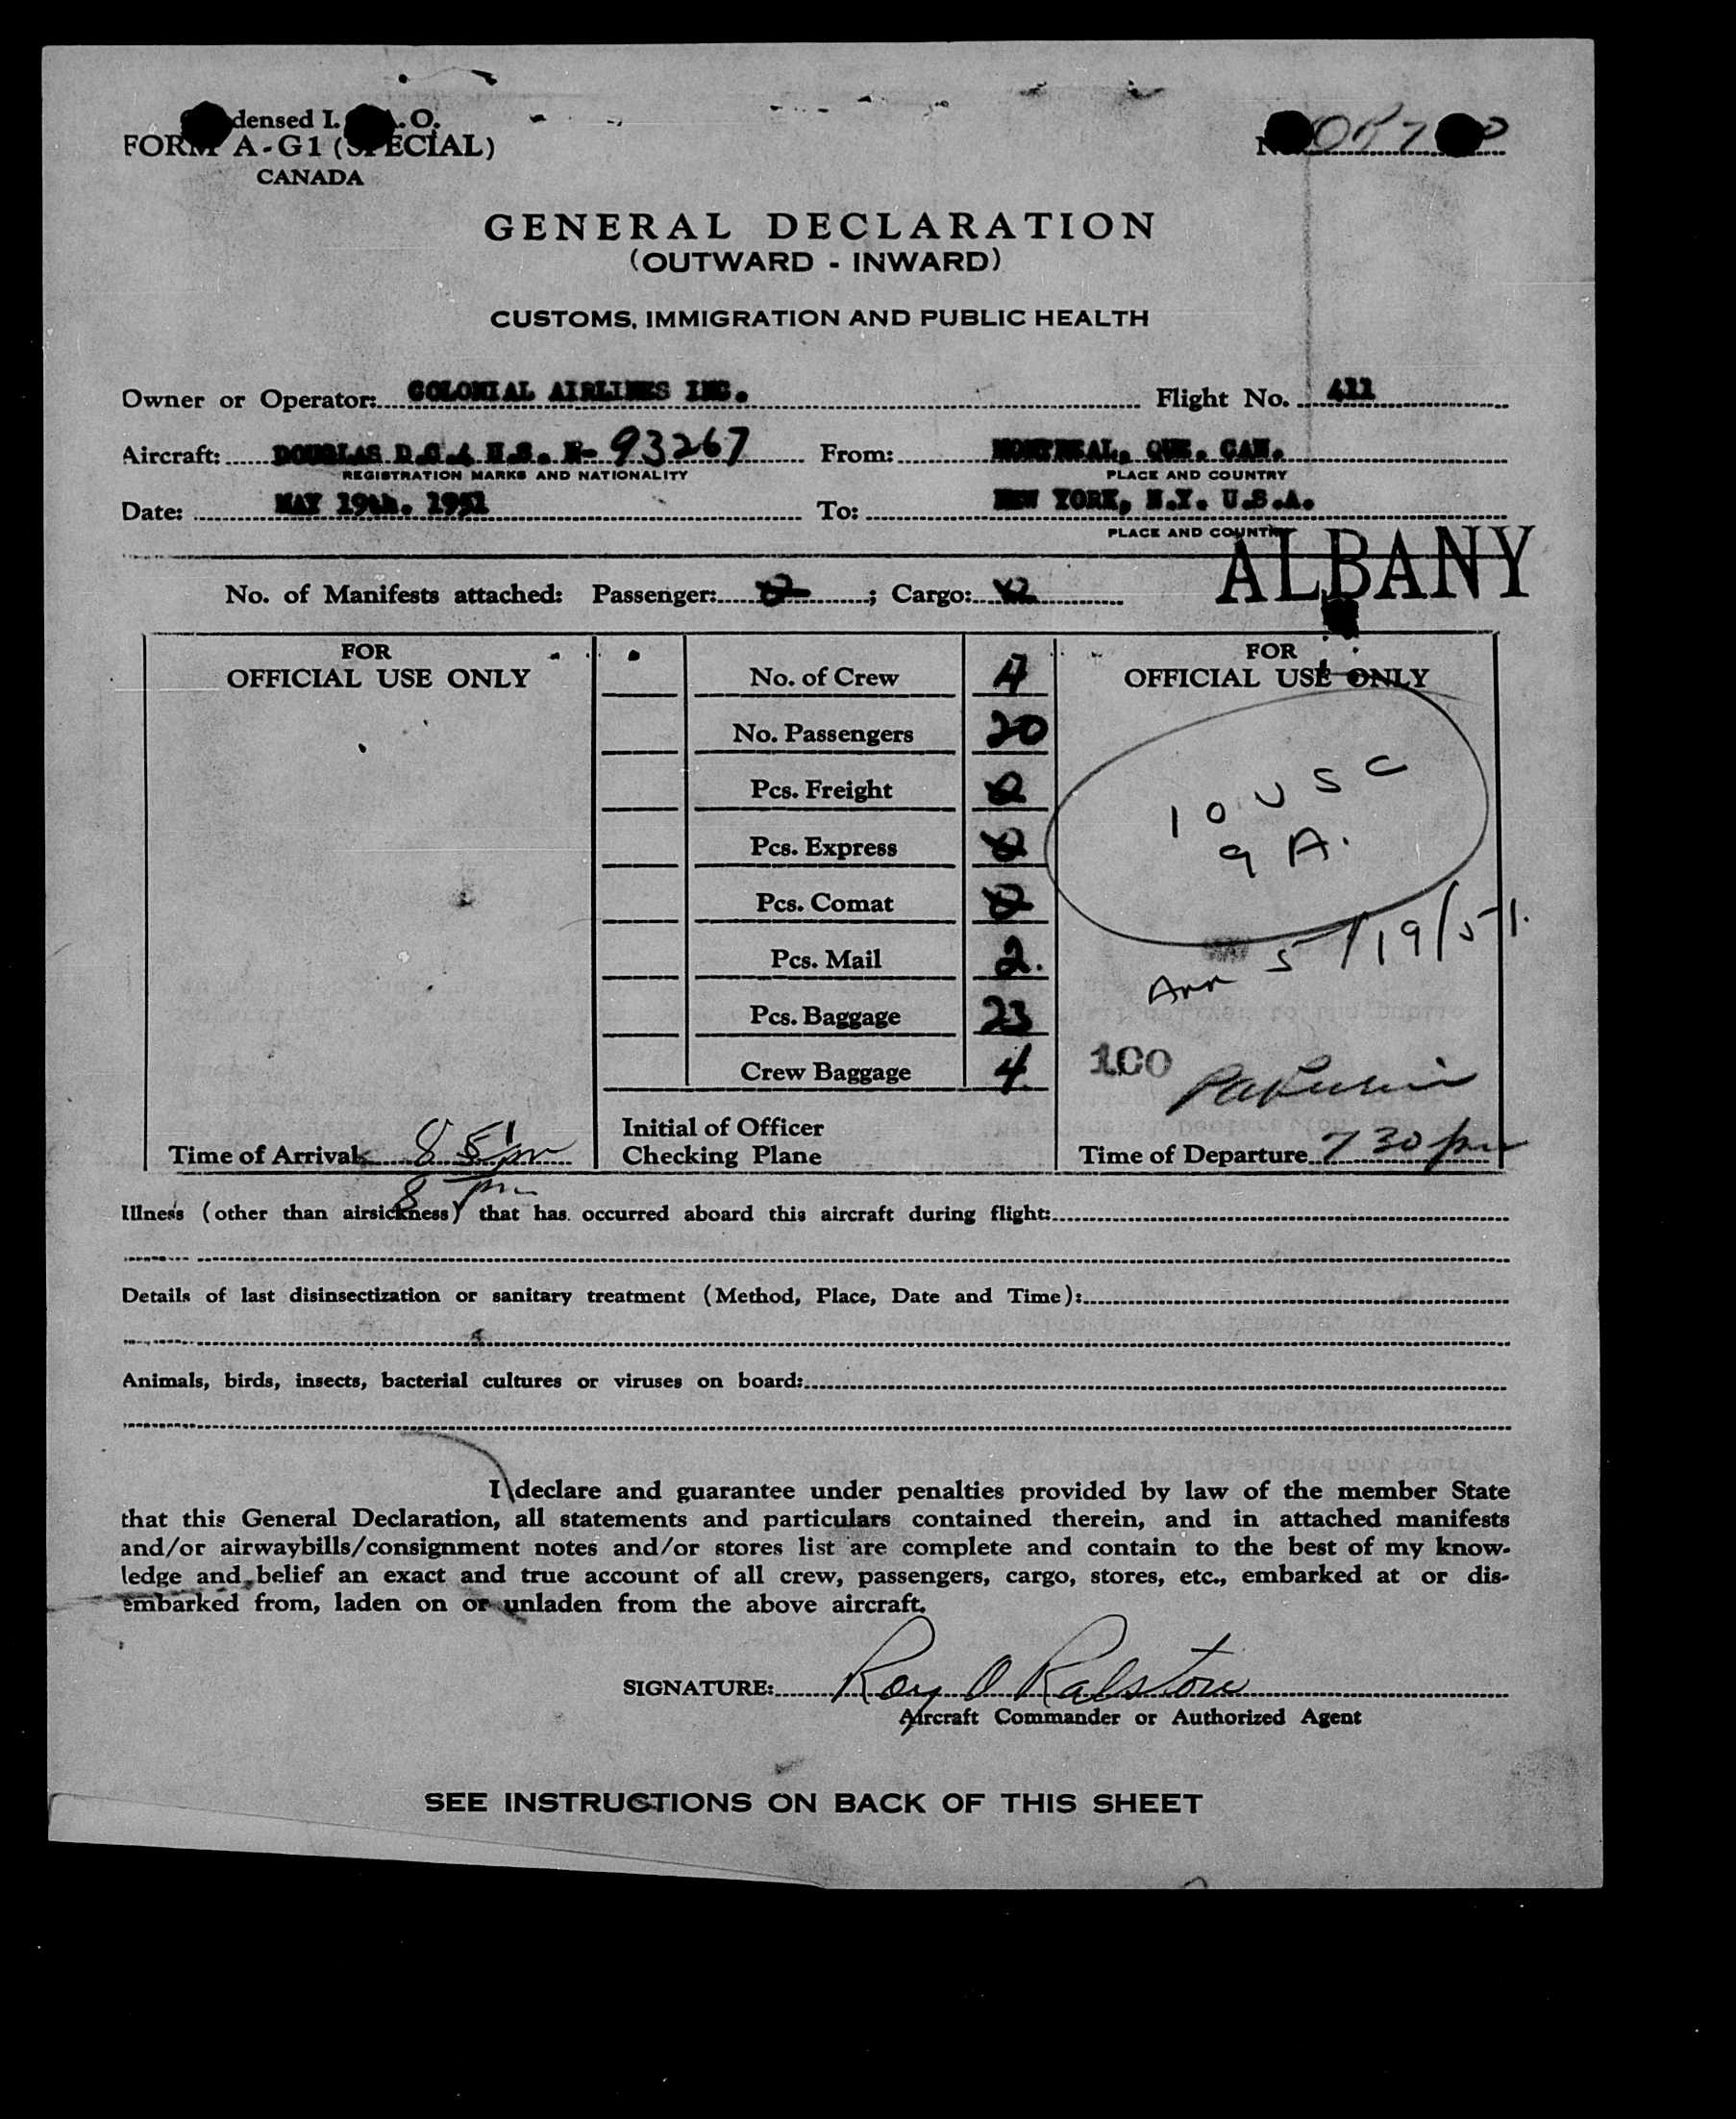 densed I. A.O.
FORM A-G1 (SPECIAL)
CANADA
GENERAL DECLARATION
(OUTWARD - INWARD)
CUSTOMS, IMMIGRATION AND PUBLIC HEALTH
Owner or Operator: COLONIAL AIRLINES INC. Flight No. 411
Aircraft: DOUGLAS D.C.4 U.S. N- 93267 From: MONTREAL, QUE. CAN.
REGISTRATION MARKS AND NATIONALITY PLACE AND COUNTRY
Date: MAY 19th. 1951 To: NEW YORK, N.Y. U.S.A.
PLACE AND COUNTRY
ALBANY
No. of Manifests attached: Passenger: 0; Cargo: 0
FOR
OFFICIAL USE ONLY
No. of Crew 4
No. Passengers 20
Pcs. Freight 0
Pcs. Express 0
Pcs. Comat 0
Pcs. Mail 2.
Pcs. Baggage 23
Crew Baggage 4
Initial of Officer
Checking Plane
FOR
OFFICIAL USE ONLY
10 USC
9 A.
Arr 5/19/51.
100
Time of Arrival
8 pm
Time of Departure 7 30 pm
Illness (other than airsickness) that has occurred aboard this aircraft during flight:
Details of last disinsectization or sanitary treatment (Method, Place, Date and Time):
Animals, birds, insects, bacterial cultures or viruses on board:
I declare and guarantee under penalties provided by law of the member State
that this General Declaration, all statements and particulars contained therein, and in attached manifests
and/or airwaybills/consignment notes and/or stores list are complete and contain to the best of my know-
ledge and belief an exact and true account of all crew, passengers, cargo, stores, etc., embarked at or dis-
embarked from, laden on or unladen from the above aircraft.
SIGNATURE: Roy O Ralston
Aircraft Commander or Authorized Agent
SEE INSTRUCTIONS ON BACK OF THIS SHEET